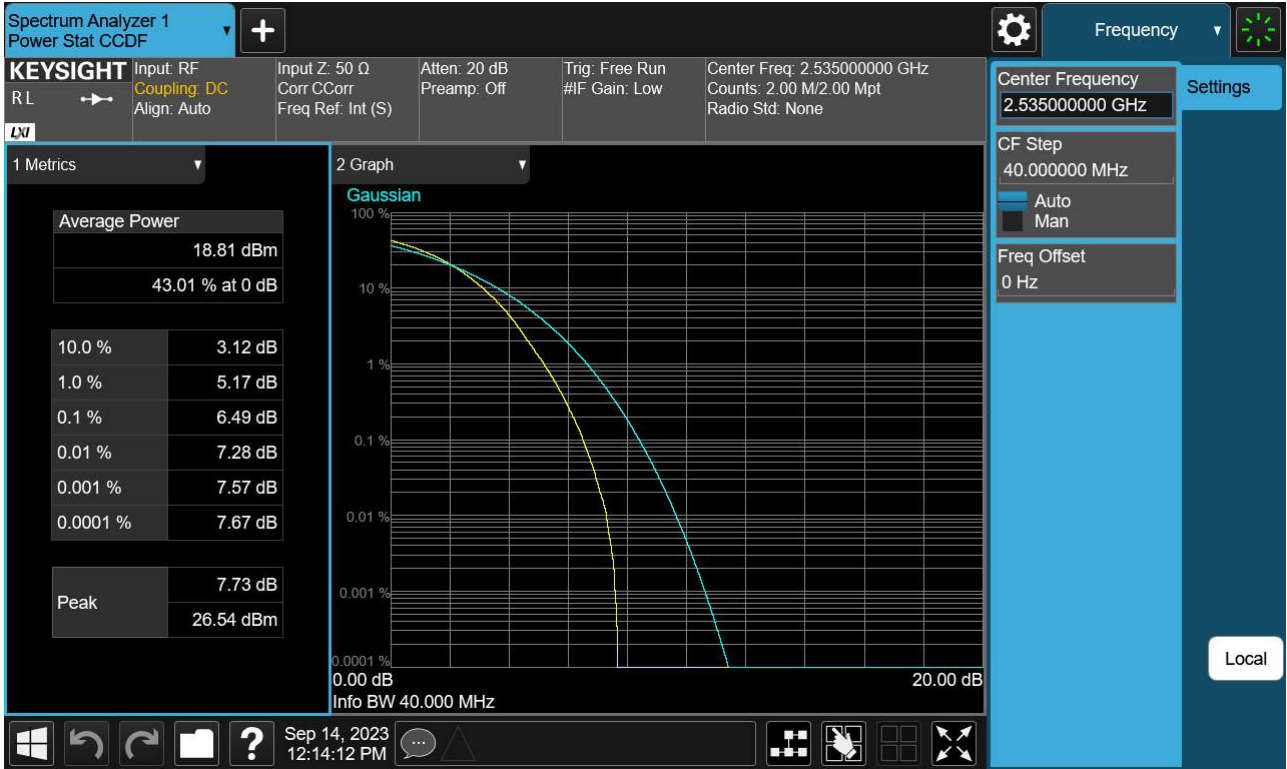 Spectrum Analyzer 1
Power Stat CCDF
Frequency
KEYSIGHT
R L
LXI
Input: RF
Coupling: DC
Align: Auto
Input Z: 50 Ω
Corr CCorr
Freq Ref: Int (S)
Atten: 20 dB
Preamp: Off
Trig: Free Run
#IF Gain: Low
Center Freq: 2.535000000 GHz
Counts: 2.00 M/2.00 Mpt
Radio Std: None
Center Frequency
2.535000000 GHz
Settings
CF Step
40.000000 MHz
Auto
Man
Freq Offset
0 Hz
Local
1 Metrics
Average Power
18.81 dBm
43.01 % at 0 dB
10.0 % 3.12 dB
1.0 % 5.17 dB
0.1 % 6.49 dB
0.01 % 7.28 dB
0.001 % 7.57 dB
0.0001 % 7.67 dB
Peak
7.73 dB
26.54 dBm
2 Graph
Gaussian
100 %
10 %
1 %
0.1 %
0.01 %
0.001 %
0.0001 %
0.00 dB 20.00 dB
Info BW 40.000 MHz
Sep 14, 2023
12:14:12 PM